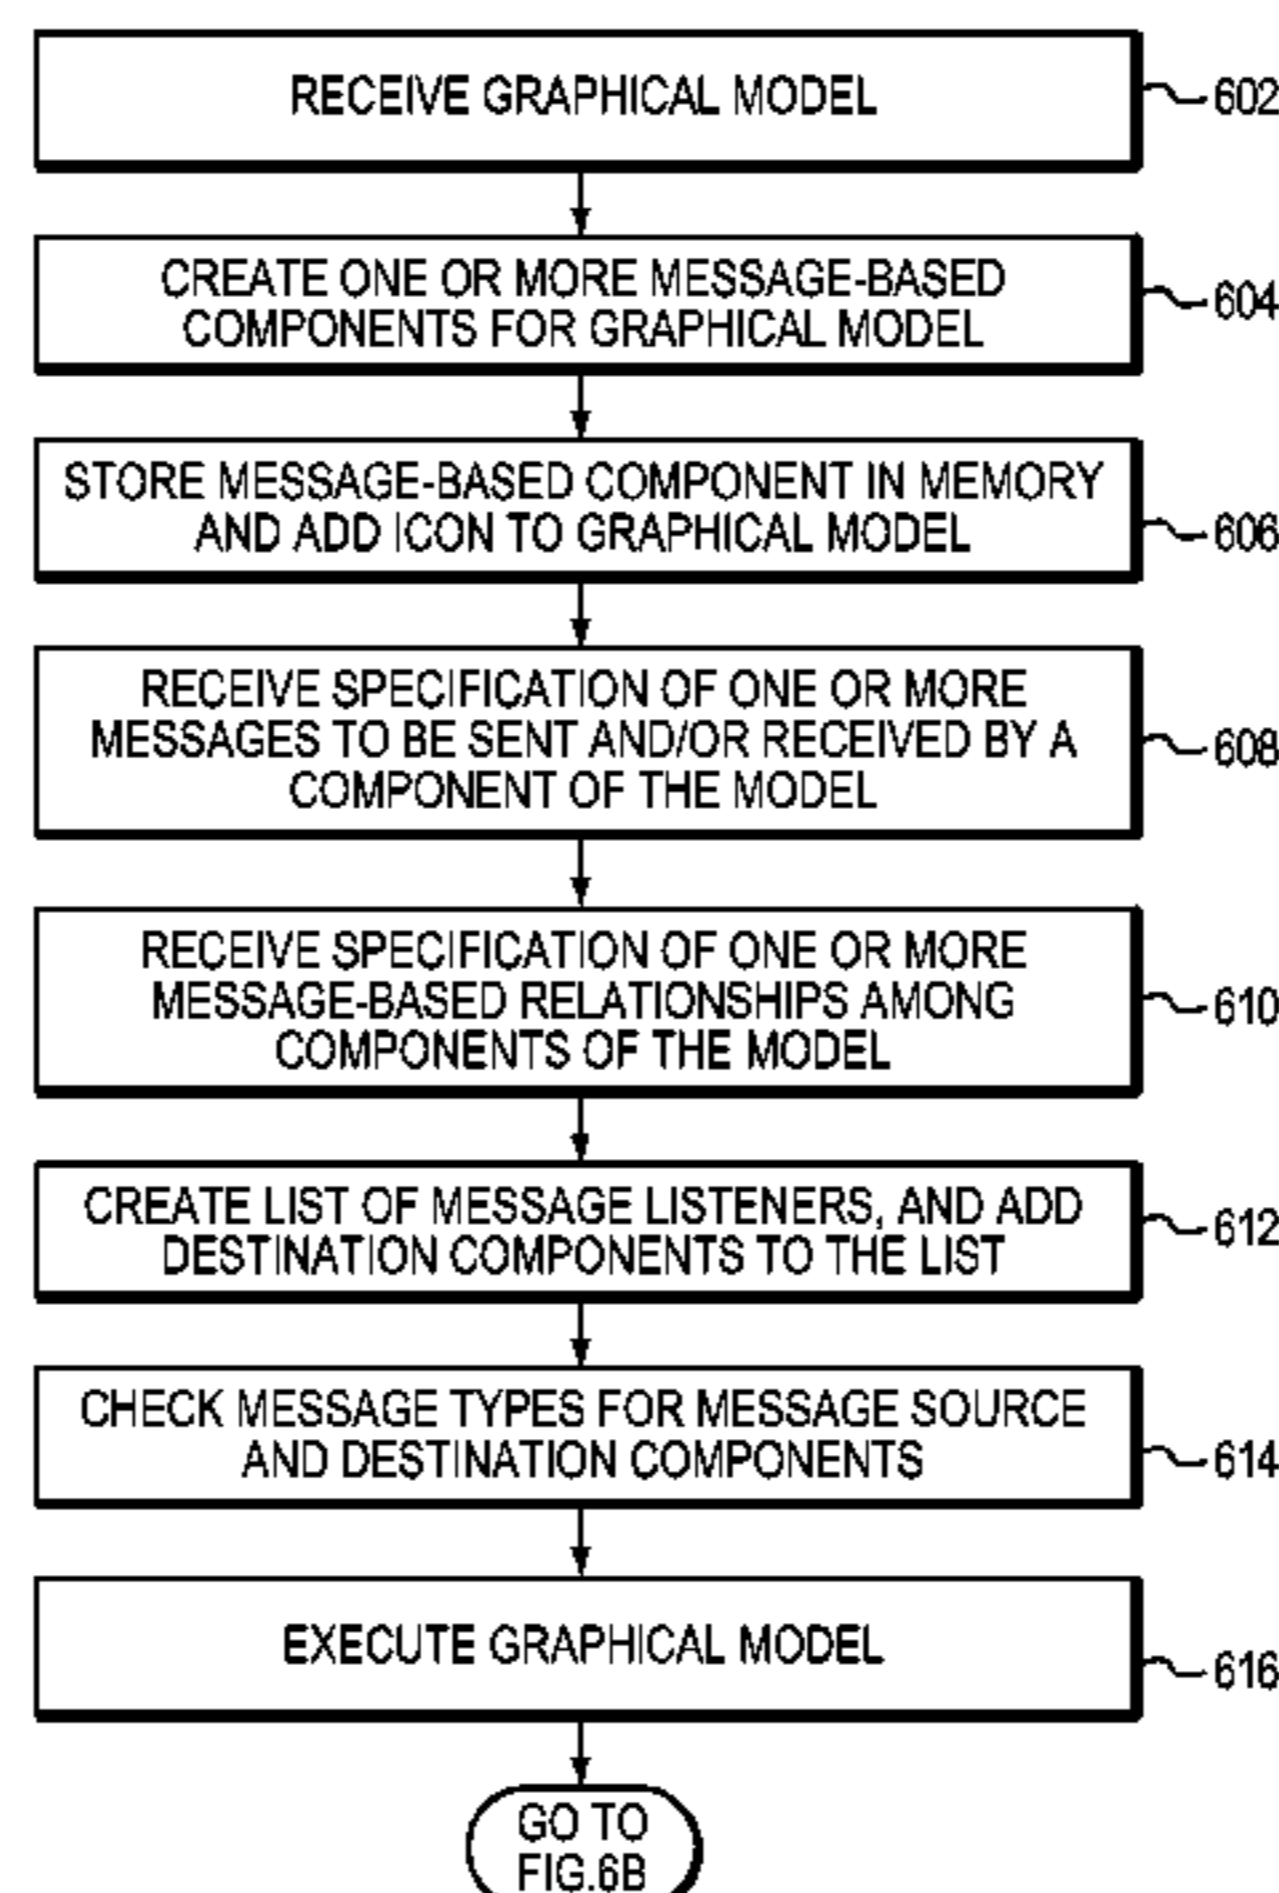 RECEIVE GRAPHICAL MODEL
602
CREATE ONE OR MORE MESSAGE-BASED
COMPONENTS FOR GRAPHICAL MODEL
604
STORE MESSAGE-BASED COMPONENT IN MEMORY
AND ADD ICON TO GRAPHICAL MODEL
606
RECEIVE SPECIFICATION OF ONE OR MORE
MESSAGES TO BE SENT AND/OR RECEIVED BY A
COMPONENT OF THE MODEL
608
RECEIVE SPECIFICATION OF ONE OR MORE
MESSAGE-BASED RELATIONSHIPS AMONG
COMPONENTS OF THE MODEL
610
CREATE LIST OF MESSAGE LISTENERS, AND ADD
DESTINATION COMPONENTS TO THE LIST
612
CHECK MESSAGE TYPES FOR MESSAGE SOURCE
AND DESTINATION COMPONENTS
614
EXECUTE GRAPHICAL MODEL
616
GO TO
FIG.6B